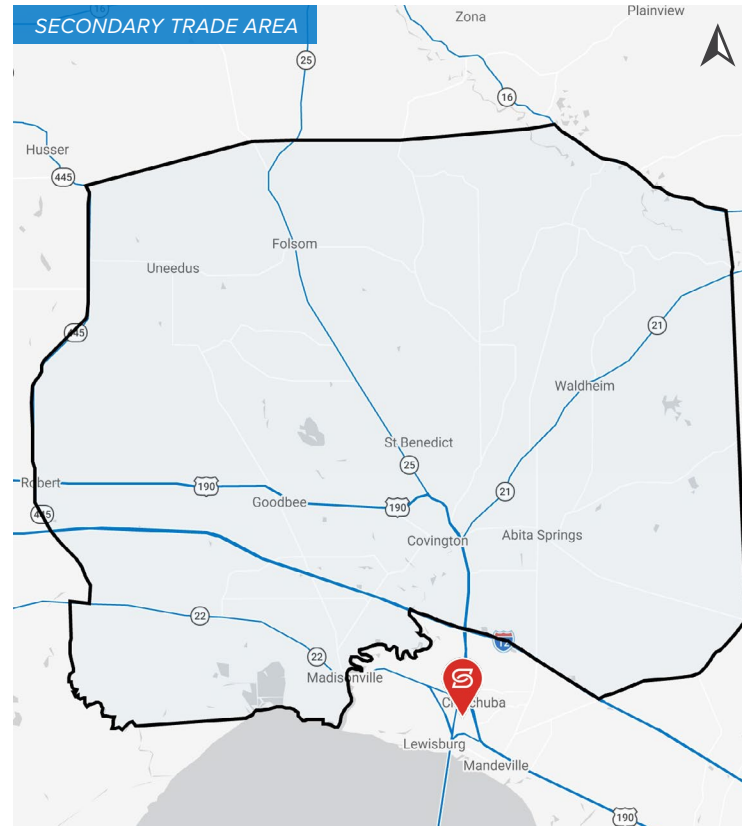 16
SECONDARY TRADE AREA
Zona
Plainview
25
16
Husser
445
Folsom
Uneedus
21
445
Waldheim
St Benedict
25
Robert
190
21
Goodbee
190
445
Abita Springs
Covington
22
12
22
Madisonville
Lewisburg
Mandeville
190